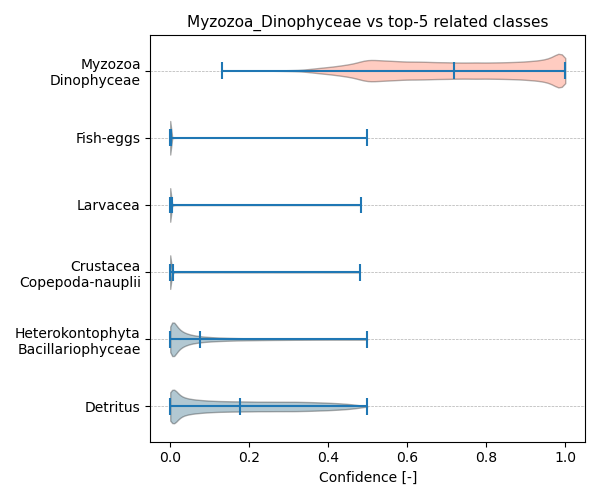 Myzozoa_Dinophyceae vs top-5 related classes
Myzozoa
Dinophyceae
Fish-eggs
Larvacea
Crustacea
Copepoda-nauplii
Heterokontophyta
Bacillariophyceae
Detritus
0.0 0.2 0.4 0.6 0.8 1.0
Confidence [-]